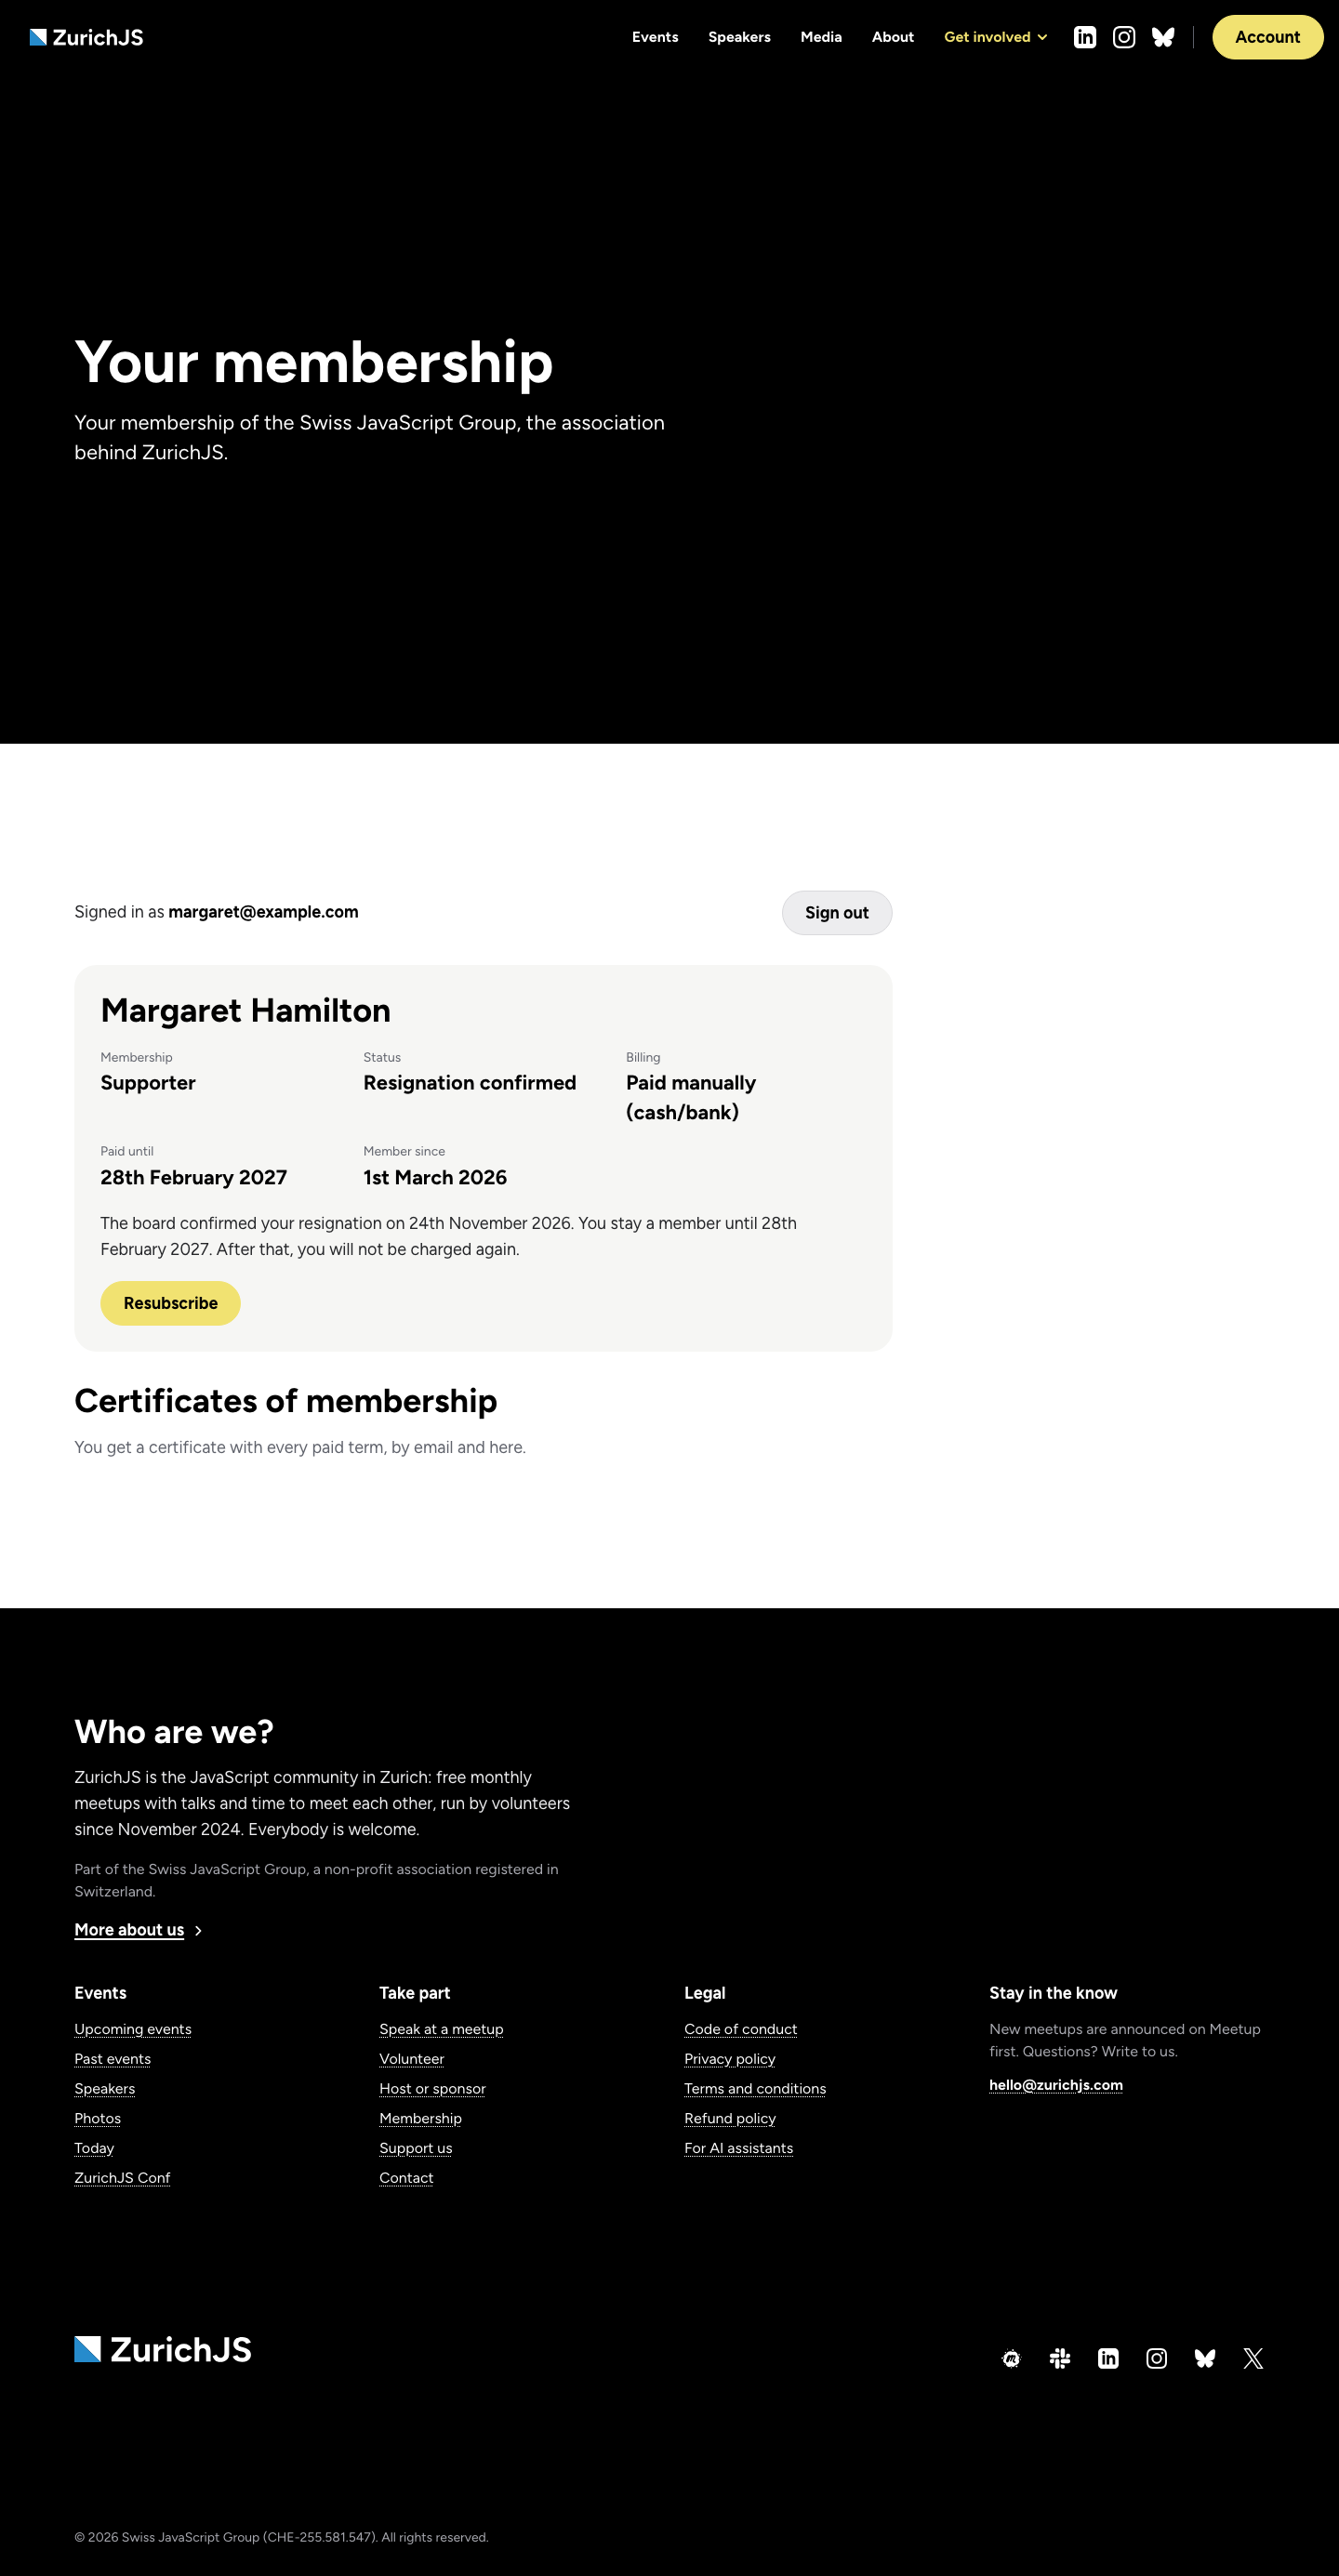 ZurichJS
Events
Speakers
Media
About
Get involved
Account
Your membership
Your membership of the Swiss JavaScript Group, the association
behind ZurichJS.
Signed in as margaret@example.com
Sign out
Margaret Hamilton
Membership
Supporter
Status
Resignation confirmed
Billing
Paid manually
(cash/bank)
Paid until
28th February 2027
Member since
1st March 2026
The board confirmed your resignation on 24th November 2026. You stay a member until 28th
February 2027. After that, you will not be charged again.
Resubscribe
Certificates of membership
You get a certificate with every paid term, by email and here.
Who are we?
ZurichJS is the JavaScript community in Zurich: free monthly
meetups with talks and time to meet each other, run by volunteers
since November 2024. Everybody is welcome.
Part of the Swiss JavaScript Group, a non-profit association registered in
Switzerland.
More about us
Events
Upcoming events
Past events
Speakers
Photos
Today
ZurichJS Conf
Take part
Speak at a meetup
Volunteer
Host or sponsor
Membership
Support us
Contact
Legal
Code of conduct
Privacy policy
Terms and conditions
Refund policy
For AI assistants
Stay in the know
New meetups are announced on Meetup
first. Questions? Write to us.
hello@zurichjs.com
ZurichJS
© 2026 Swiss JavaScript Group (CHE-255.581.547). All rights reserved.